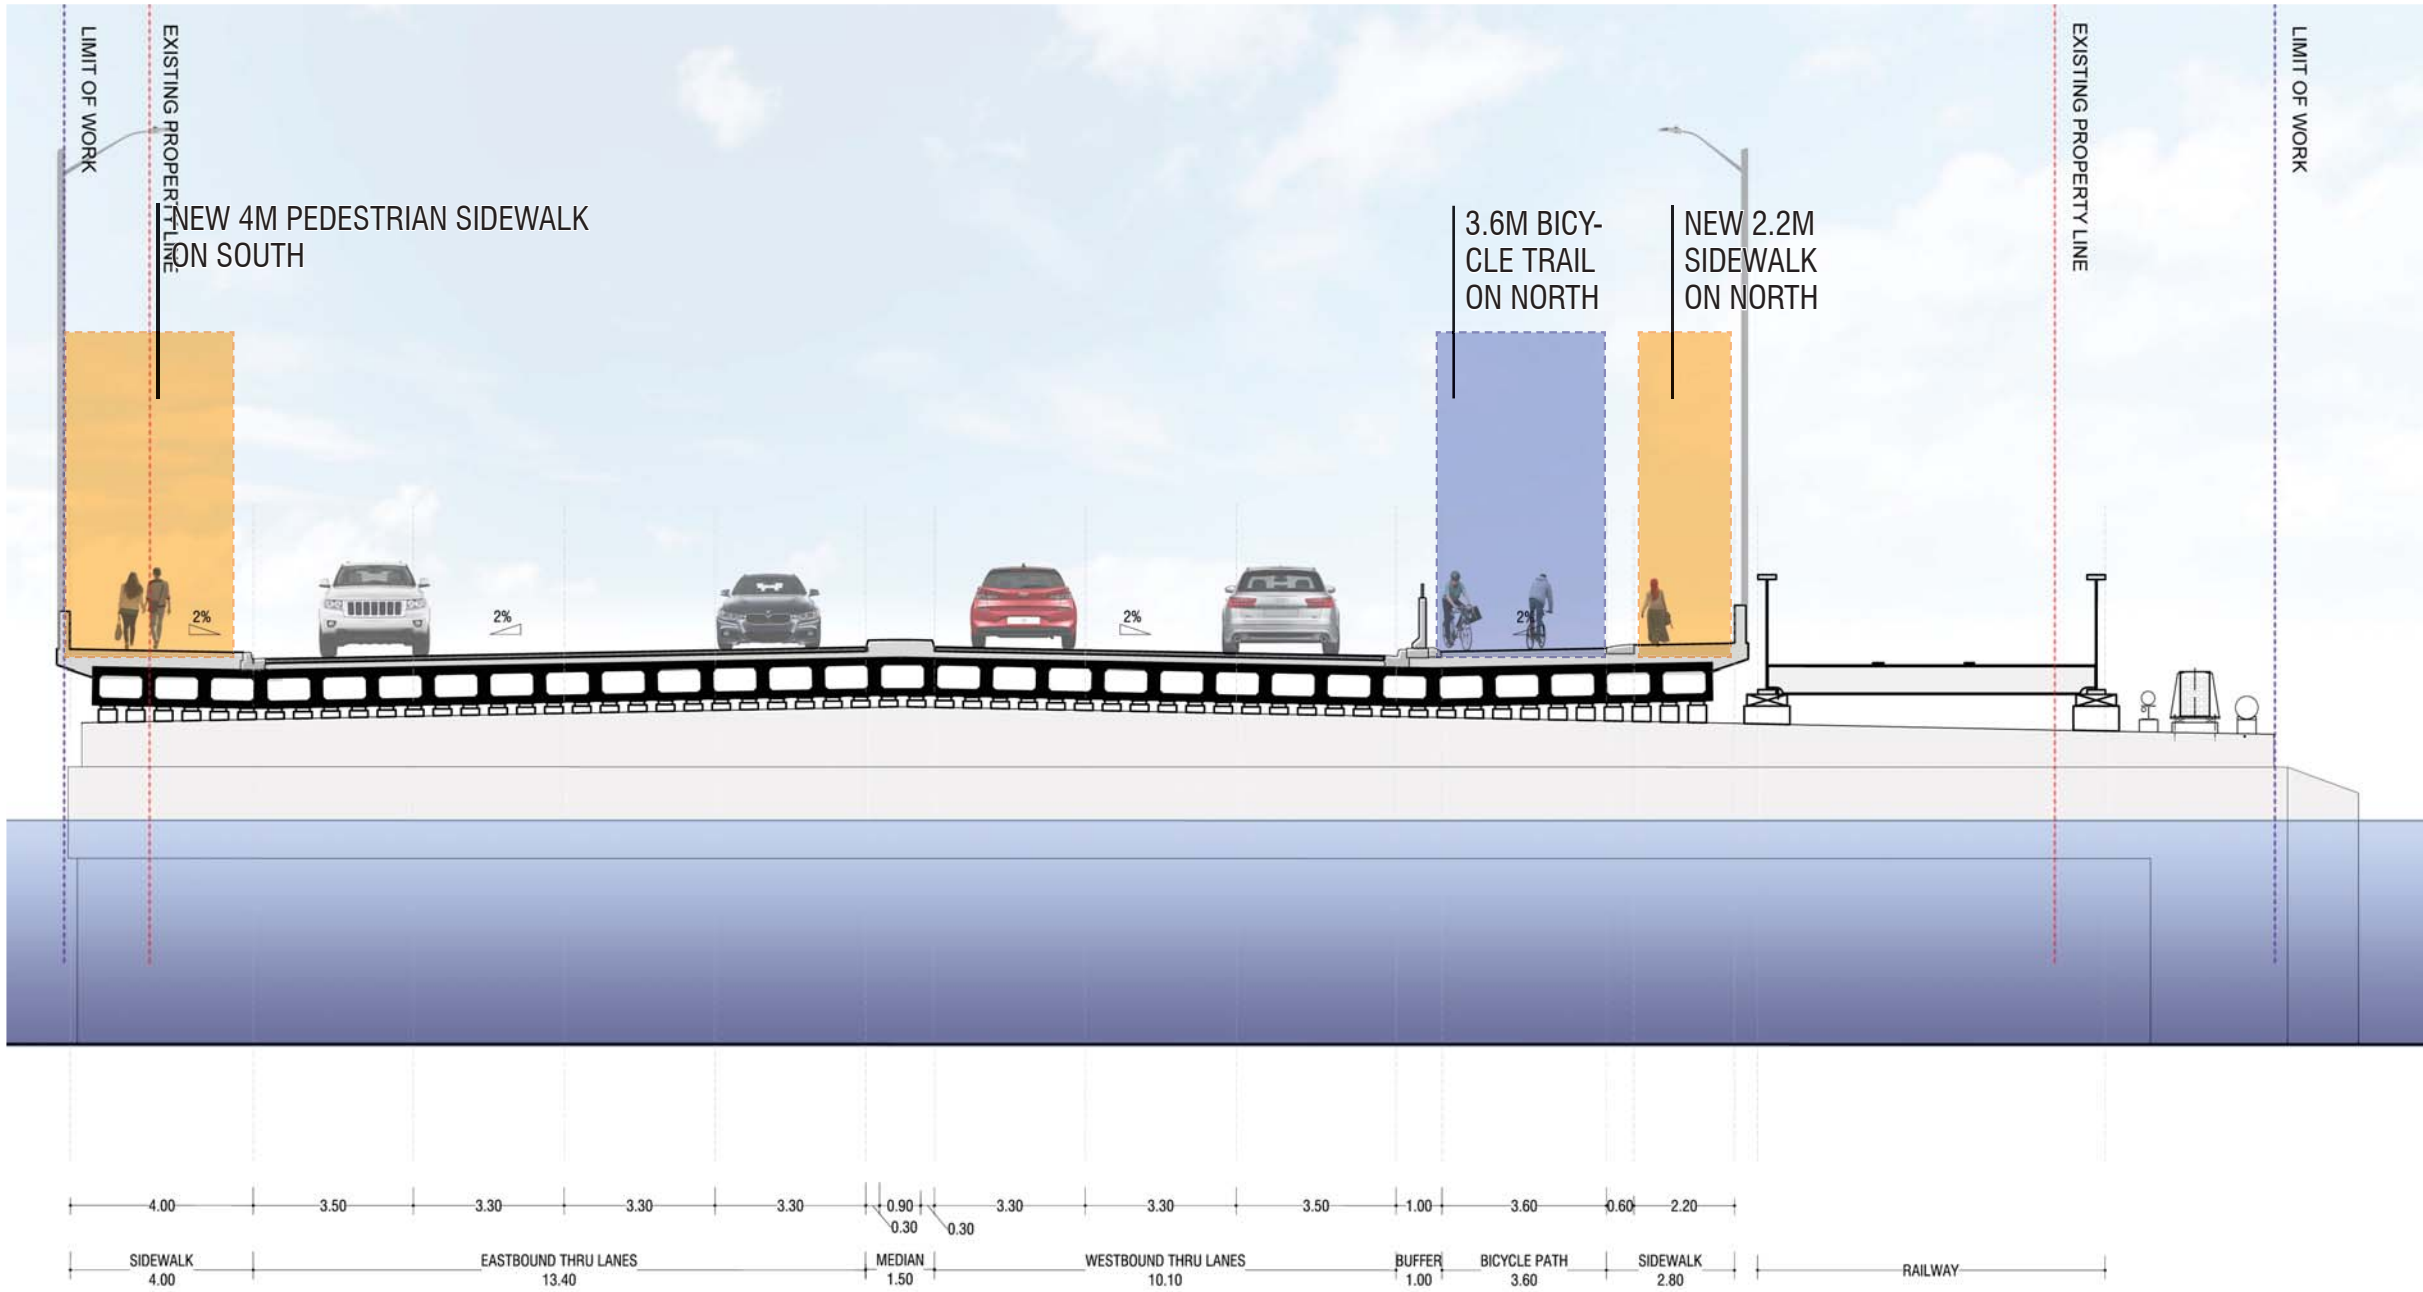 LIMIT OF WORK
EXISTING PROPERTY LINE
EXISTING PROPERTY LINE
LIMIT OF WORK
NEW 4M PEDESTRIAN SIDEWALK
ON SOUTH
3.6M BICY-
CLE TRAIL
ON NORTH
NEW 2.2M
SIDEWALK
ON NORTH
2%
2%
2%
2%
4.00
3.50
3.30
3.30
3.30
0.90
0.30
0.30
3.30
3.30
3.50
1.00
3.60
0.60
2.20
SIDEWALK
4.00
EASTBOUND THRU LANES
13.40
MEDIAN
1.50
WESTBOUND THRU LANES
10.10
BUFFER
1.00
BICYCLE PATH
3.60
SIDEWALK
2.80
RAILWAY